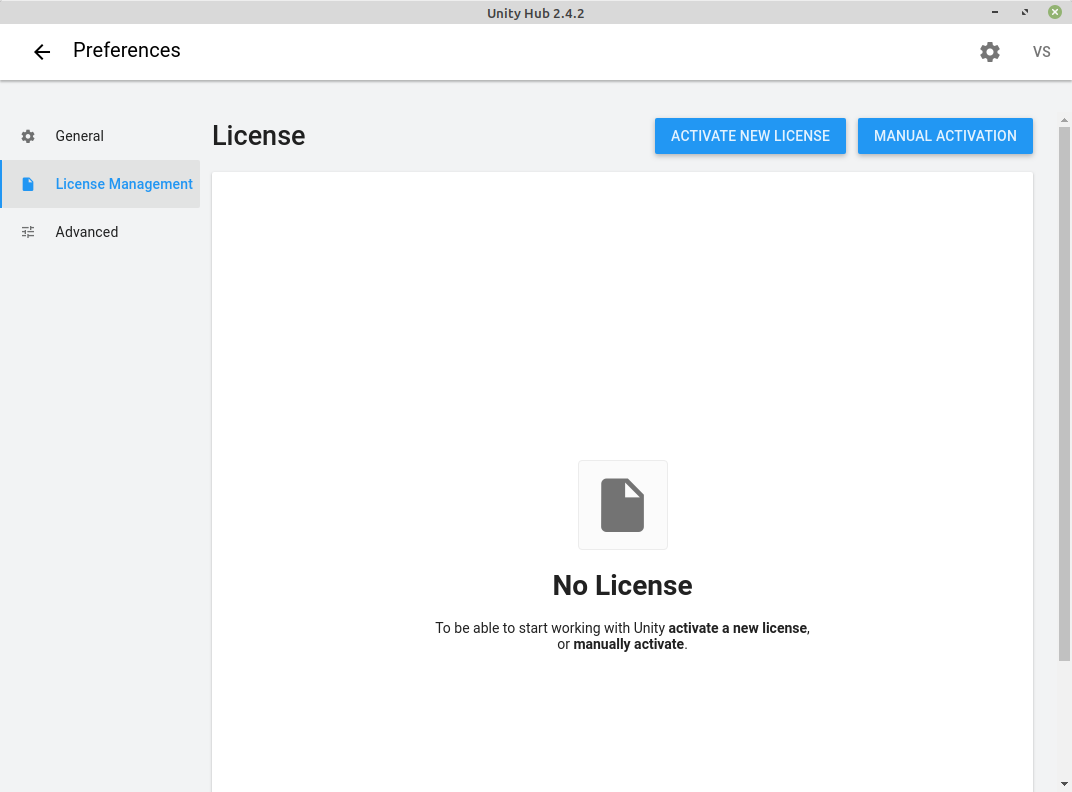 Unity Hub 2.4.2
Preferences
VS
General
License Management
Advanced
License
ACTIVATE NEW LICENSE
MANUAL ACTIVATION
No License
To be able to start working with Unity activate a new license,
or manually activate.